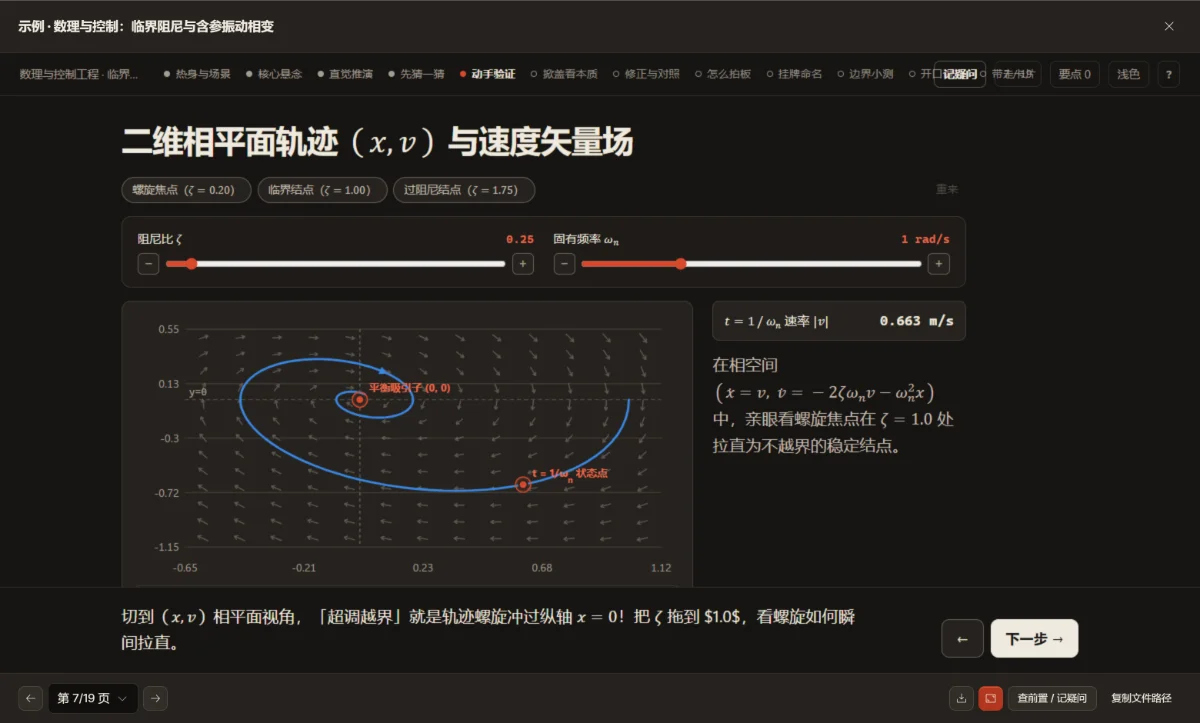 示例 · 数理与控制：临界阻尼与含参振动相变
×
数理与控制工程 · 临界...
热身与场景
核心悬念
直觉推演
先猜一猜
动手验证
掀盖看本质
修正与对照
怎么拍板
挂牌命名
边界小测
开口
记疑问
要点 0
浅色
?
二维相平面轨迹（x, v）与速度矢量场
螺旋焦点（ζ = 0.20）
临界结点（ζ = 1.00）
过阻尼结点（ζ = 1.75）
重来
阻尼比 ζ
0.25
固有频率 ωn
1 rad/s
−
+
−
+
0.55
0.13
-0.3
-0.72
-1.15
y=0
平衡吸引子 (0, 0)
t = 1/ωn 状态点
-0.65
-0.21
0.23
0.68
1.12
t = 1 / ωn 速率 |v|
0.663 m/s
在相空间
(ẋ = v, v̇ = −2ζωnv − ωn²x)
中，亲眼看螺旋焦点在 ζ = 1.0 处
拉直为不越界的稳定结点。
切到（x, v）相平面视角，「超调越界」就是轨迹螺旋冲过纵轴 x = 0！把 ζ 拖到 $1.0$，看螺旋如何瞬
间拉直。
←
下一步 →
←
第 7/19 页
→
查前置 / 记疑问
复制文件路径